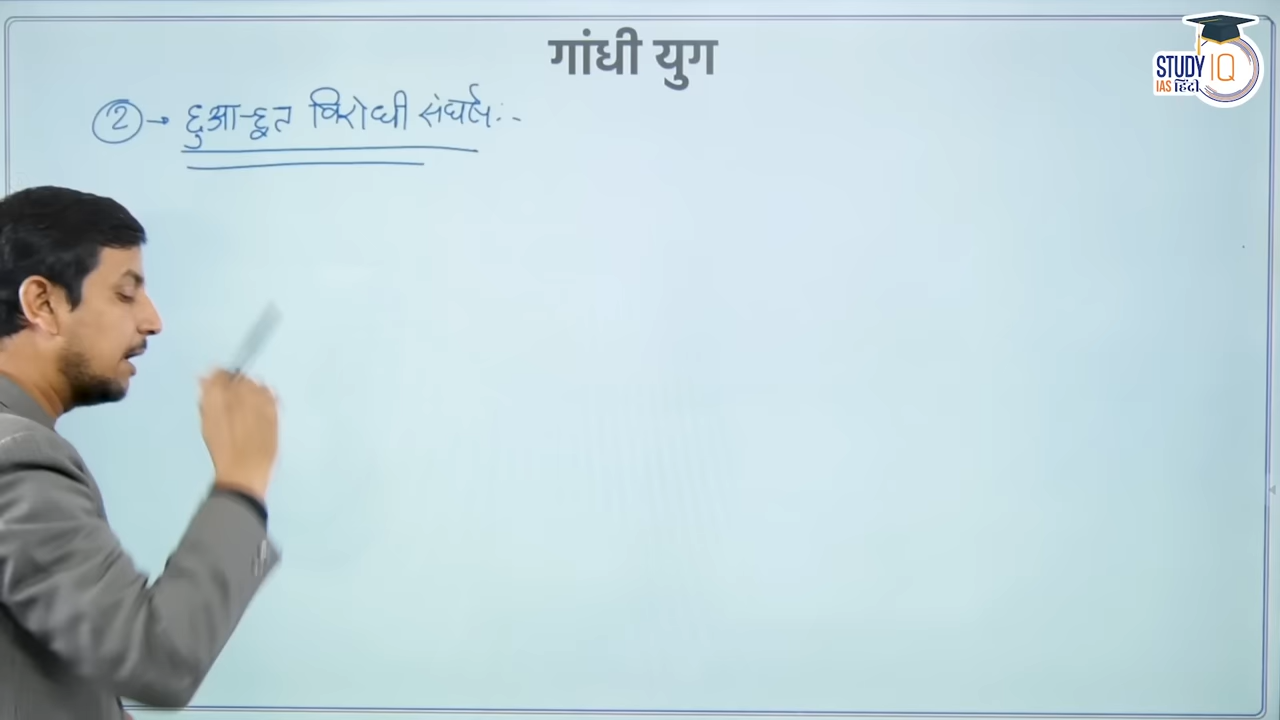 गांधी युग
STUDY IQ
IAS हिंदी
② → छुआ-छूत विरोधी संघर्ष :-